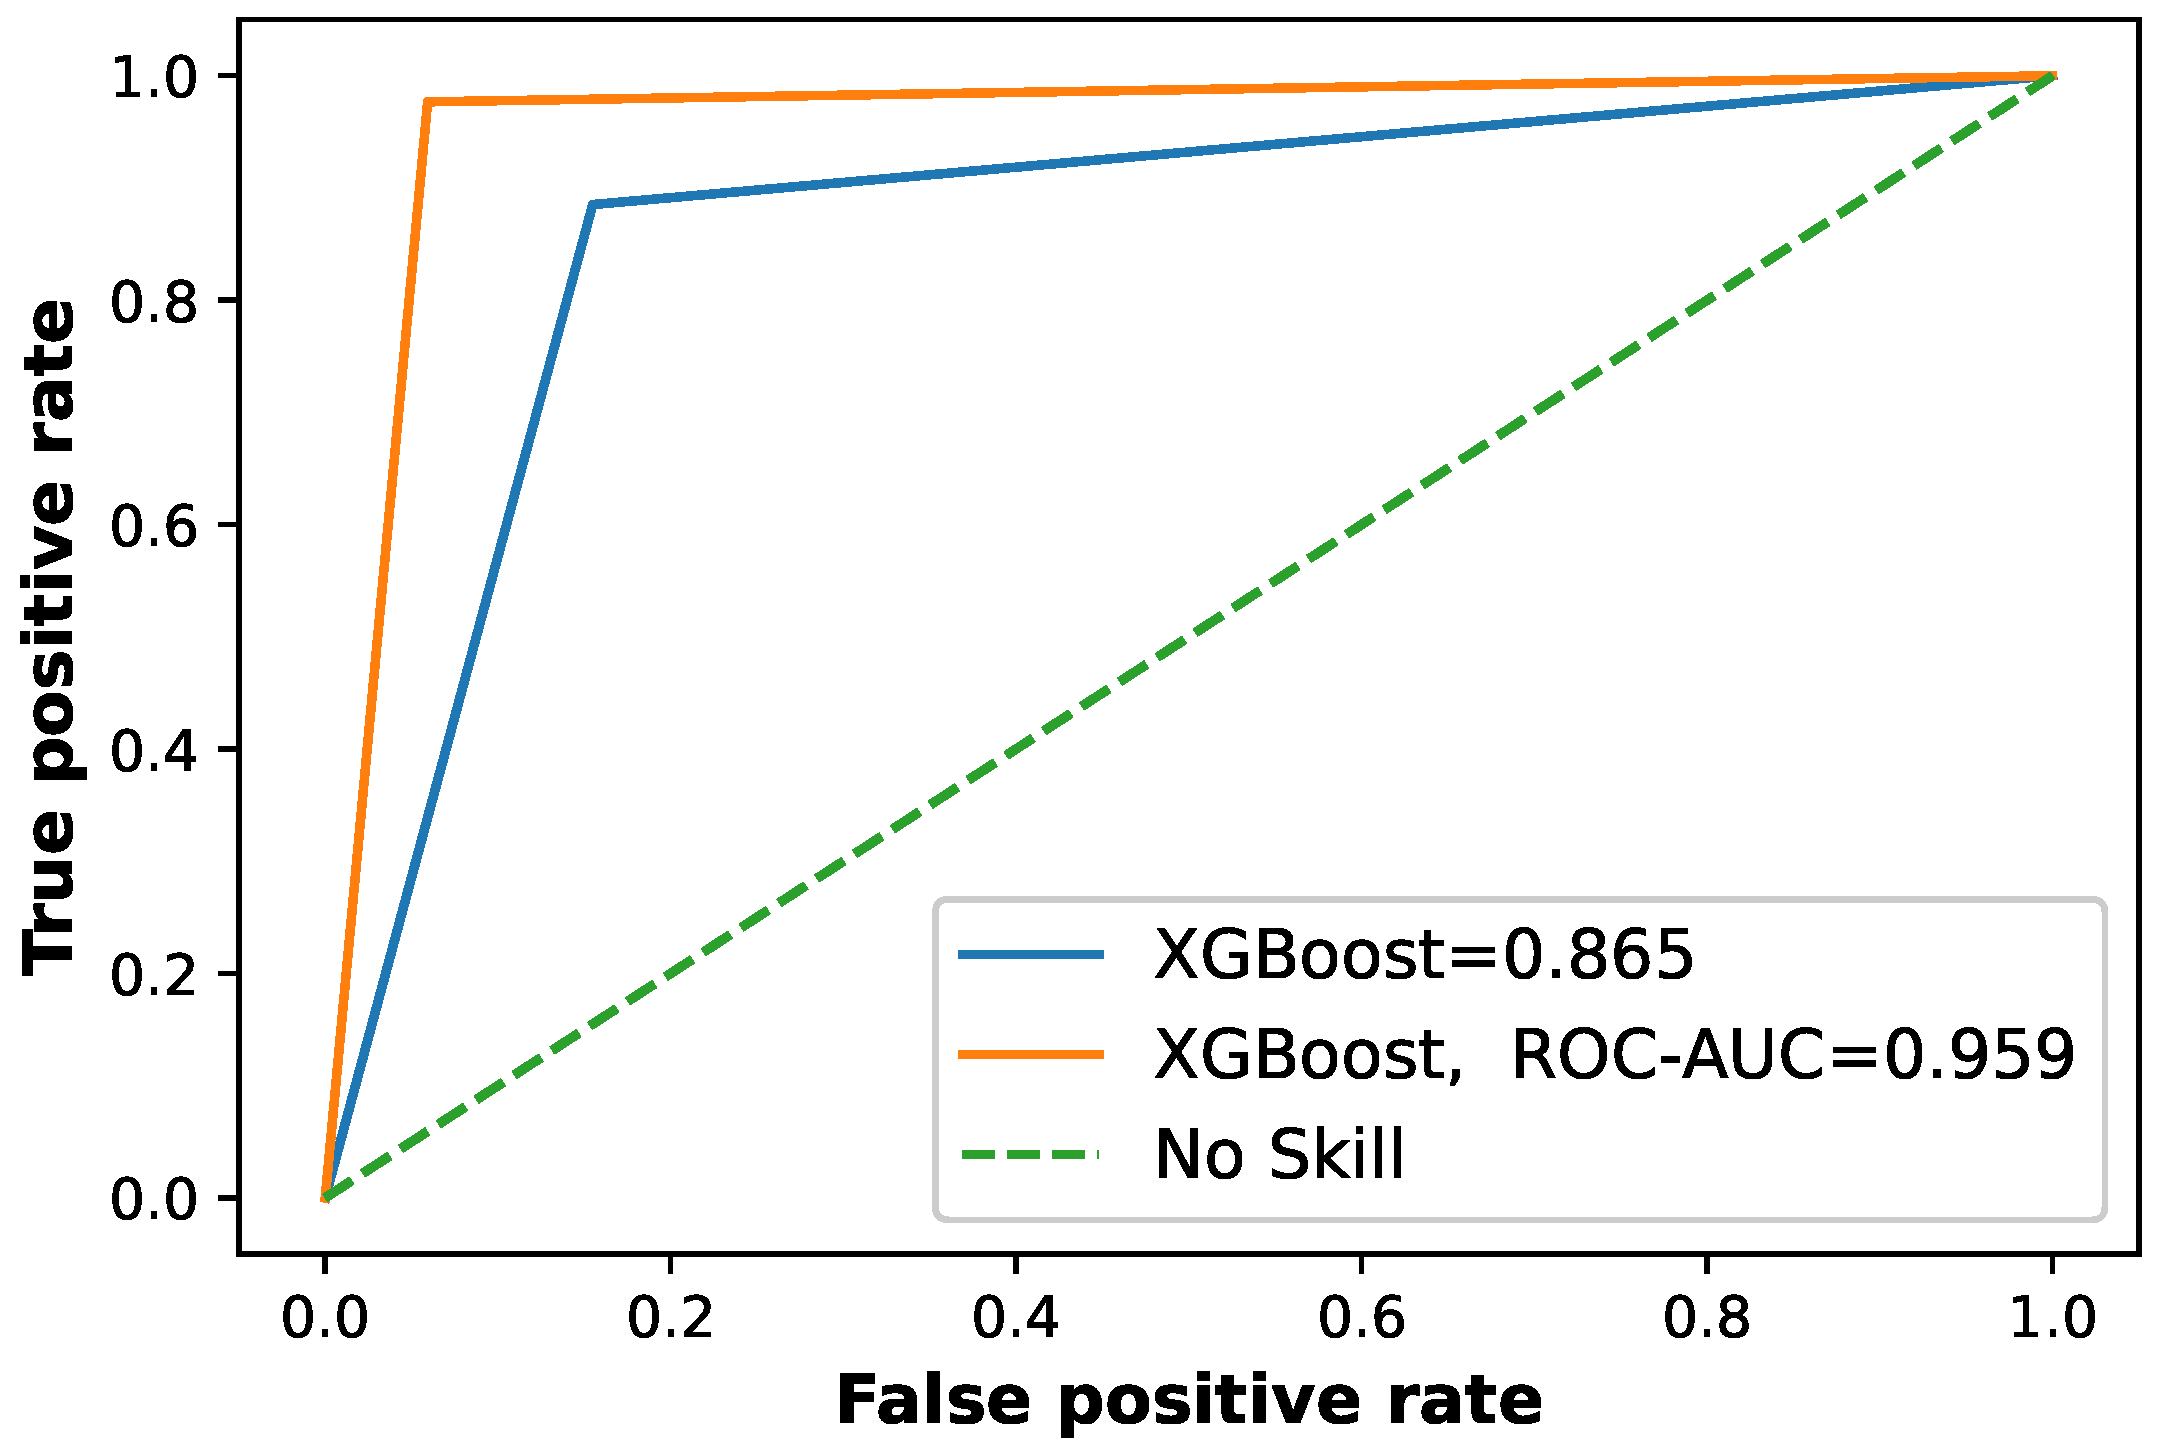 True positive rate
1.0
0.8
0.6
0.4
0.2
0.0
XGBoost=0.865
XGBoost,  ROC-AUC=0.959
No Skill
0.0 0.2 0.4 0.6 0.8 1.0
False positive rate